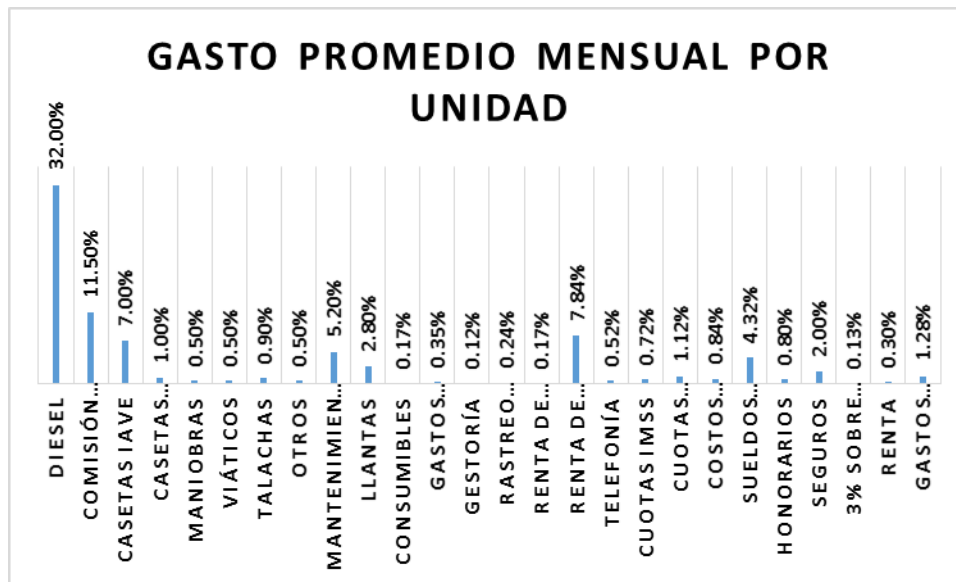 GASTO PROMEDIO MENSUAL POR
UNIDAD
32.00%
11.50%
7.00%
1.00%
0.50%
0.50%
0.90%
0.50%
5.20%
2.80%
0.17%
0.35%
0.12%
0.24%
0.17%
7.84%
0.52%
0.72%
1.12%
0.84%
4.32%
0.80%
2.00%
0.13%
0.30%
1.28%
DIESEL
COMISIÓN…
CASETAS IAVE
CASETAS…
MANIOBRAS
VIÁTICOS
TALACHAS
OTROS
MANTENIMIEN…
LLANTAS
CONSUMIBLES
GASTOS…
GESTORÍA
RASTREO…
RENTA DE…
RENTA DE…
TELEFONÍA
CUOTAS IMSS
CUOTAS…
COSTOS…
SUELDOS…
HONORARIOS
SEGUROS
3% SOBRE…
RENTA
GASTOS…